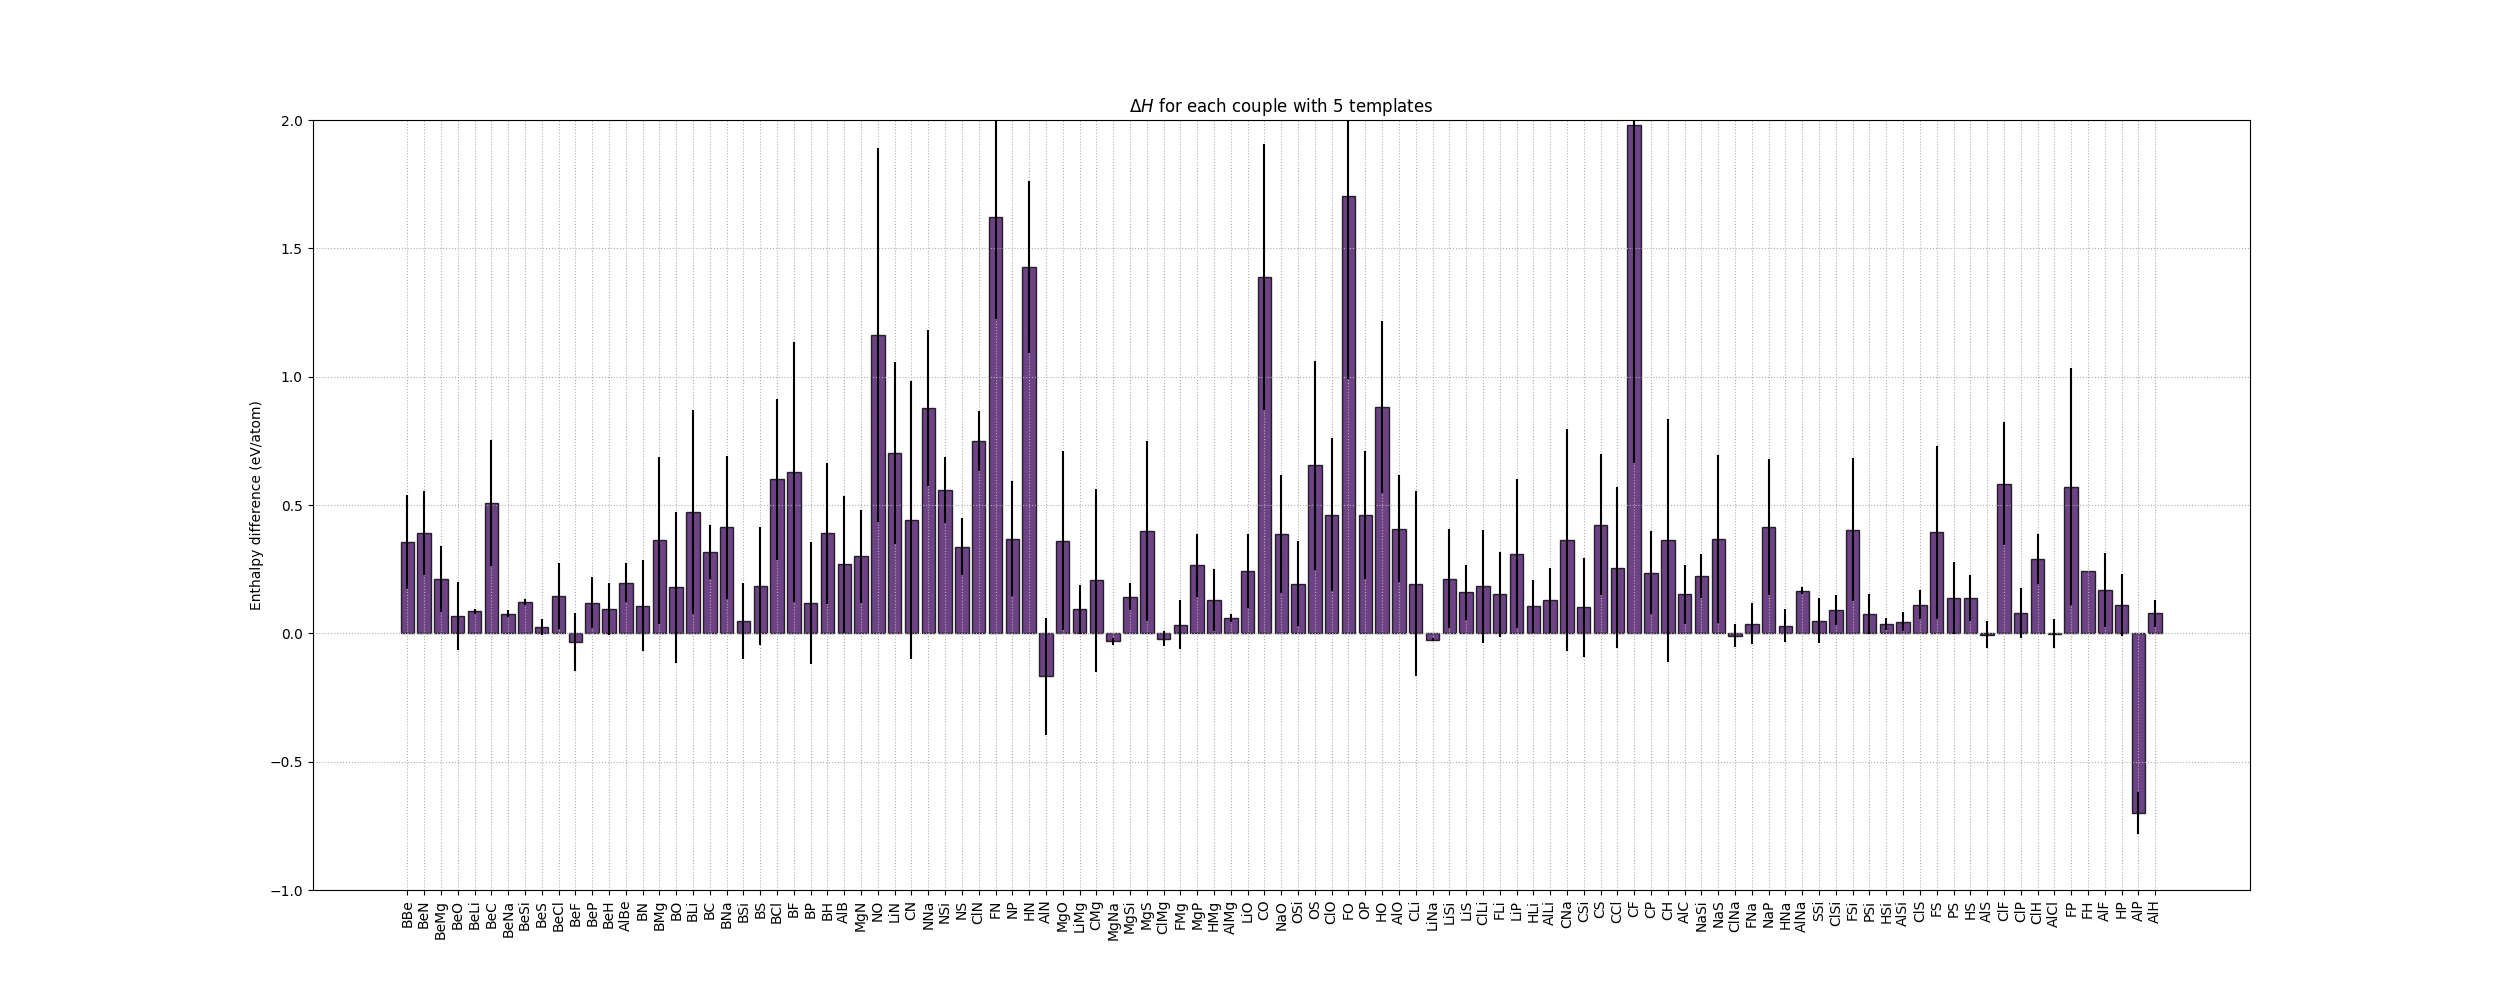 ΔH for each couple with 5 templates
Enthalpy difference (eV/atom)
2.0
1.5
1.0
0.5
0.0
−0.5
−1.0
BBe
BeN
BeMg
BeO
BeLi
BeC
BeNa
BeSi
BeS
BeCl
BeF
BeP
BeH
AlBe
BN
BMg
BO
BLi
BC
BNa
BSi
BS
BCl
BF
BP
BH
AlB
MgN
NO
LiN
CN
NNa
NSi
NS
ClN
FN
NP
HN
AlN
MgO
LiMg
CMg
MgNa
MgSi
MgS
ClMg
FMg
MgP
HMg
AlMg
LiO
CO
NaO
OSi
OS
ClO
FO
OP
HO
AlO
CLi
LiNa
LiSi
LiS
ClLi
FLi
LiP
HLi
AlLi
CNa
CSi
CS
CCl
CF
CP
CH
AlC
NaSi
NaS
ClNa
FNa
NaP
HNa
AlNa
SSi
ClSi
FSi
PSi
HSi
AlSi
ClS
FS
PS
HS
AlS
ClF
ClP
ClH
AlCl
FP
FH
AlF
HP
AlP
AlH